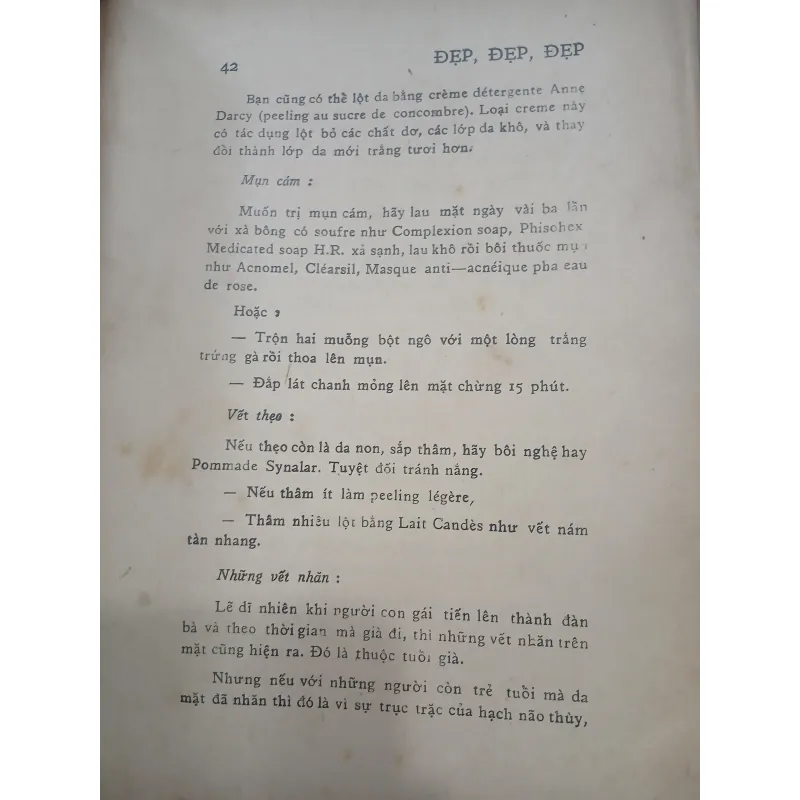 42
ĐẸP, ĐẸP, ĐẸP
Bạn cũng có thể lột da bằng crème détergente Anne
Darcy (peeling au sucre de concombre). Loại creme này
có tác dụng lột bỏ các chất dơ, các lớp da khô, và thay
đổi thành lớp da mới trắng tươi hơn.
Mụn cám :
Muốn trị mụn cám, hãy lau mặt ngày vài ba lần
với xà bông có soufre như Complexion soap, Phisohex
Medicated soap H.R. xả sạnh, lau khô rồi bôi thuốc mụ
như Acnomel, Cléarsil, Masque anti—acnéique pha eau
de rose.
Hoặc ;
— Trộn hai muỗng bột ngô với một lòng trắng
trứng gà rồi thoa lên mụn.
— Đắp lát chanh mỏng lên mặt chừng 15 phút.
Vết thẹo :
Nếu thẹo còn là da non, sắp thâm, hãy bôi nghệ hay
Pommade Synalar. Tuyệt đối tránh nắng.
— Nếu thâm ít làm peeling légère,
— Thâm nhiều lột bằng Lait Candès như vết nám
tàn nhang.
Những vết nhăn :
Lẽ dĩ nhiên khi người con gái tiến lên thành đàn
bà và theo thời gian mà già đi, thì những vết nhăn trên
mặt cũng hiện ra. Đó là thuộc tuổi già.
Nhưng nếu với những người còn trẻ tuổi mà da
mặt đã nhăn thì đó là vì sự trục trặc của hạch não thùy,